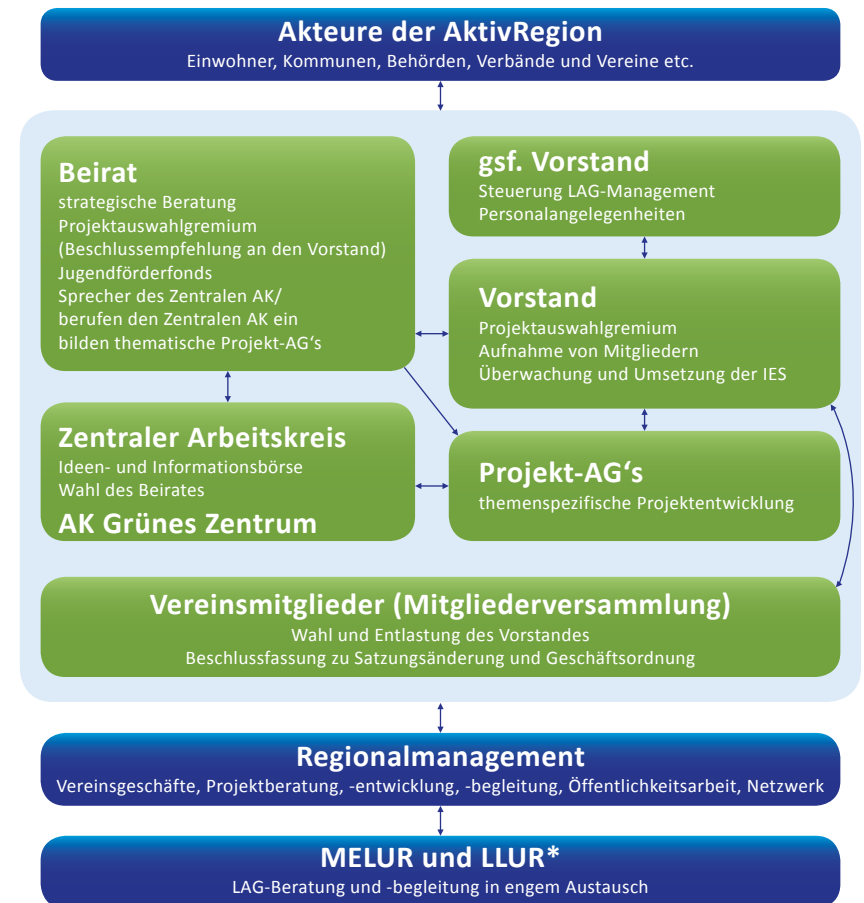 Akteure der AktivRegion
Einwohner, Kommunen, Behörden, Verbände und Vereine etc.
Beirat
strategische Beratung
Projektauswahlgremium
(Beschlussempfehlung an den Vorstand)
Jugendförderfonds
Sprecher des Zentralen AK/
berufen den Zentralen AK ein
bilden thematische Projekt-AG‘s
gsf. Vorstand
Steuerung LAG-Management
Personalangelegenheiten
Vorstand
Projektauswahlgremium
Aufnahme von Mitgliedern
Überwachung und Umsetzung der IES
Zentraler Arbeitskreis
Ideen- und Informationsbörse
Wahl des Beirates
AK Grünes Zentrum
Projekt-AG‘s
themenspezifische Projektentwicklung
Vereinsmitglieder (Mitgliederversammlung)
Wahl und Entlastung des Vorstandes
Beschlussfassung zu Satzungsänderung und Geschäftsordnung
Regionalmanagement
Vereinsgeschäfte, Projektberatung, -entwicklung, -begleitung, Öffentlichkeitsarbeit, Netzwerk
MELUR und LLUR*
LAG-Beratung und -begleitung in engem Austausch